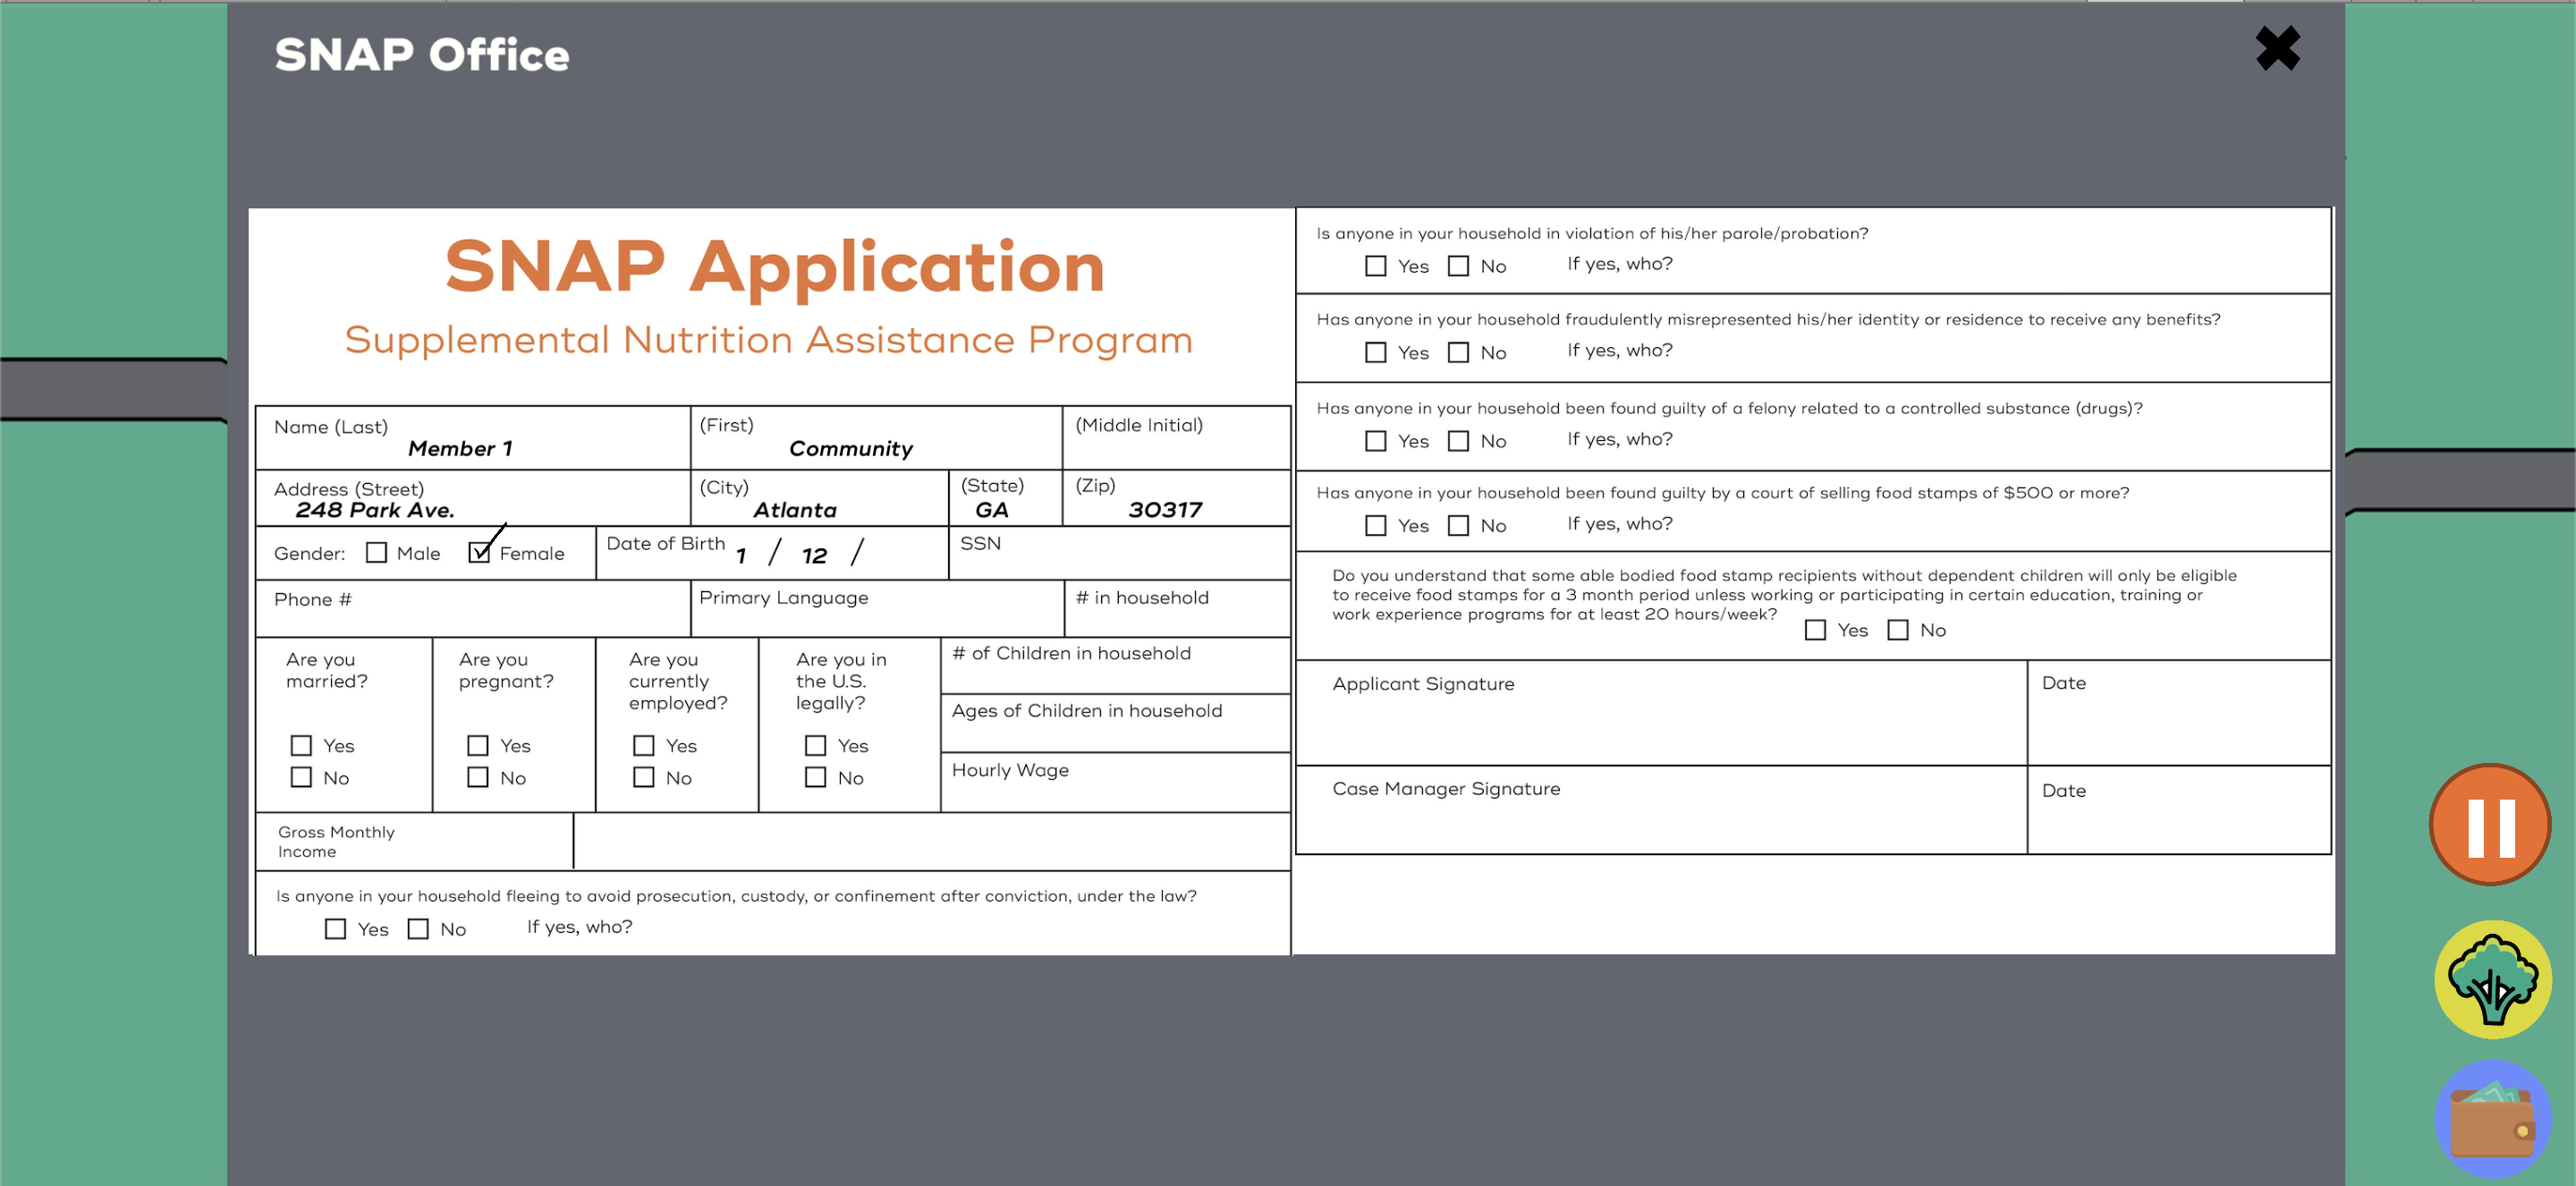 SNAP Office
SNAP Application
Supplemental Nutrition Assistance Program
Name (Last)
Member 1
(First)
Community
(Middle Initial)
Address (Street)
248 Park Ave.
(City)
Atlanta
(State)
GA
(Zip)
30317
Gender: Male Female
Date of Birth 1 / 12 /
SSN
Phone #
Primary Language
# in household
Are you
married?
Yes
No
Are you
pregnant?
Yes
No
Are you
currently
employed?
Yes
No
Are you in
the U.S.
legally?
Yes
No
# of Children in household
Ages of Children in household
Hourly Wage
Gross Monthly
Income
Is anyone in your household fleeing to avoid prosecution, custody, or confinement after conviction, under the law?
Yes No If yes, who?
Is anyone in your household in violation of his/her parole/probation?
Yes No If yes, who?
Has anyone in your household fraudulently misrepresented his/her identity or residence to receive any benefits?
Yes No If yes, who?
Has anyone in your household been found guilty of a felony related to a controlled substance (drugs)?
Yes No If yes, who?
Has anyone in your household been found guilty by a court of selling food stamps of $500 or more?
Yes No If yes, who?
Do you understand that some able bodied food stamp recipients without dependent children will only be eligible
to receive food stamps for a 3 month period unless working or participating in certain education, training or
work experience programs for at least 20 hours/week? Yes No
Applicant Signature
Date
Case Manager Signature
Date